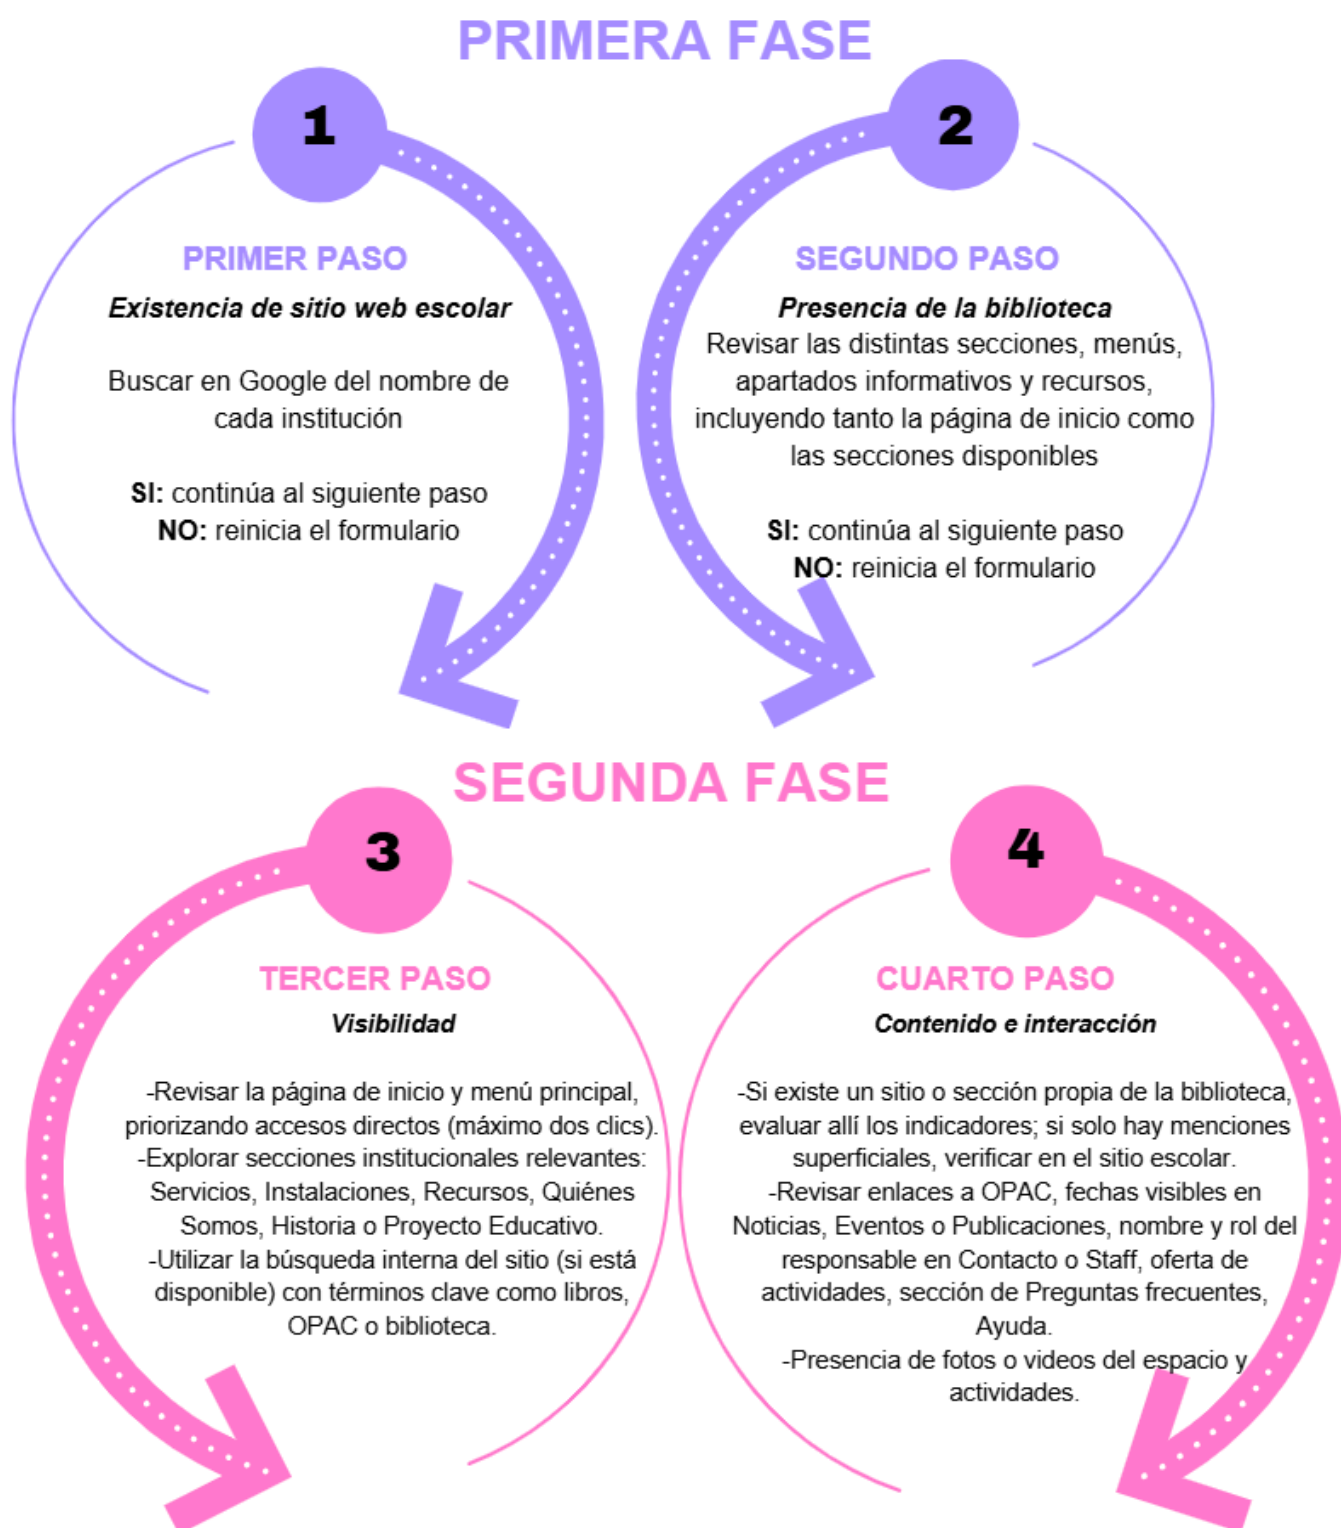 PRIMERA FASE
1
PRIMER PASO
Existencia de sitio web escolar
Buscar en Google del nombre de
cada institución
SI: continúa al siguiente paso
NO: reinicia el formulario
2
SEGUNDO PASO
Presencia de la biblioteca
Revisar las distintas secciones, menús,
apartados informativos y recursos,
incluyendo tanto la página de inicio como
las secciones disponibles
SI: continúa al siguiente paso
NO: reinicia el formulario
SEGUNDA FASE
3
TERCER PASO
Visibilidad
-Revisar la página de inicio y menú principal,
priorizando accesos directos (máximo dos clics).
-Explorar secciones institucionales relevantes:
Servicios, Instalaciones, Recursos, Quiénes
Somos, Historia o Proyecto Educativo.
-Utilizar la búsqueda interna del sitio (si está
disponible) con términos clave como libros,
OPAC o biblioteca.
4
CUARTO PASO
Contenido e interacción
-Si existe un sitio o sección propia de la biblioteca,
evaluar allí los indicadores; si solo hay menciones
superficiales, verificar en el sitio escolar.
-Revisar enlaces a OPAC, fechas visibles en
Noticias, Eventos o Publicaciones, nombre y rol del
responsable en Contacto o Staff, oferta de
actividades, sección de Preguntas frecuentes,
Ayuda.
-Presencia de fotos o videos del espacio y
actividades.